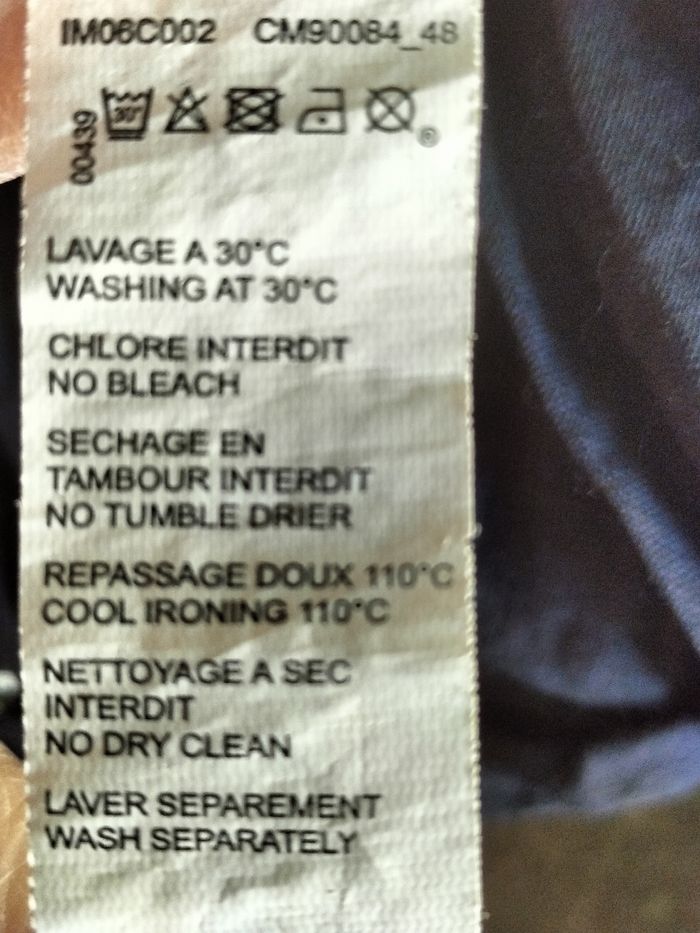 IM06C002 CM90084_48
00439
30°
©
LAVAGE A 30°C
WASHING AT 30°C
CHLORE INTERDIT
NO BLEACH
SECHAGE EN
TAMBOUR INTERDIT
NO TUMBLE DRIER
REPASSAGE DOUX 110°C
COOL IRONING 110°C
NETTOYAGE A SEC
INTERDIT
NO DRY CLEAN
LAVER SEPAREMENT
WASH SEPARATELY